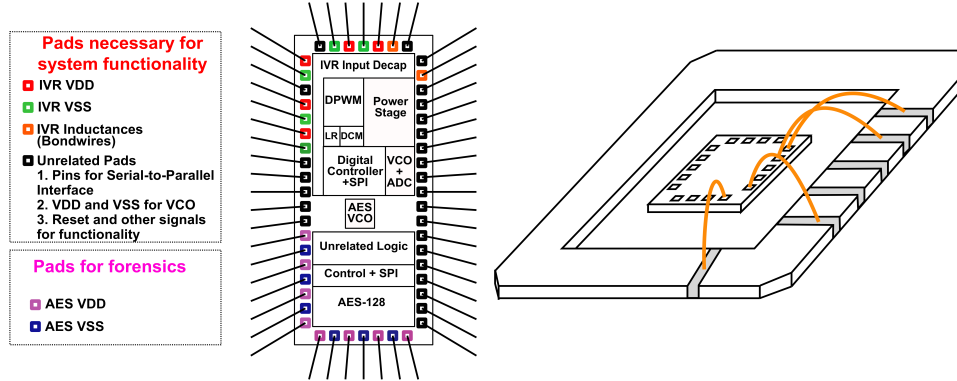 Pads necessary for
system functionality
IVR VDD
IVR VSS
IVR Inductances
(Bondwires)
Unrelated Pads
1. Pins for Serial-to-Parallel
Interface
2. VDD and VSS for VCO
3. Reset and other signals
for functionality
Pads for forensics
AES VDD
AES VSS
IVR Input Decap
DPWM
Power
Stage
LR
DCM
Digital
Controller
+SPI
VCO
+
ADC
AES
VCO
Unrelated Logic
Control + SPI
AES-128